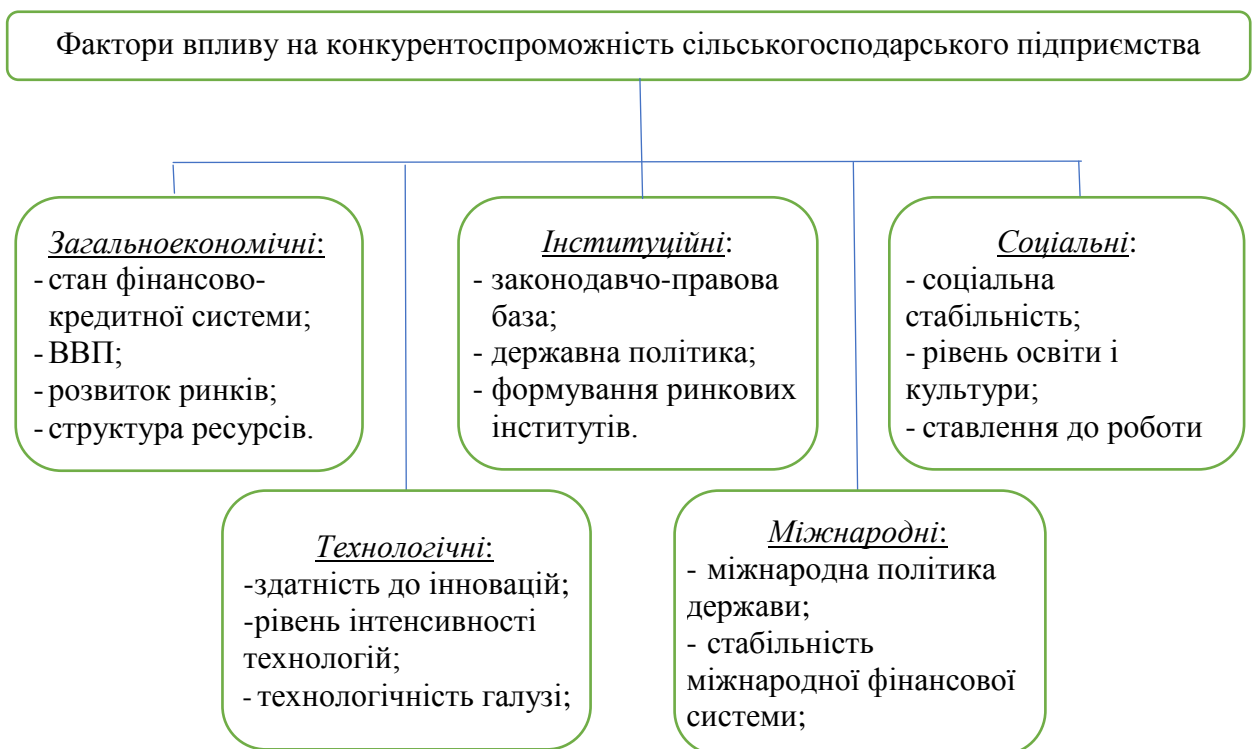 Фактори впливу на конкурентоспроможність сільськогосподарського підприємства
Загальноекономічні:
- стан фінансово-
кредитної системи;
- ВВП;
- розвиток ринків;
- структура ресурсів.
Інституційні:
- законодавчо-правова
база;
- державна політика;
- формування ринкових
інститутів.
Соціальні:
- соціальна
стабільність;
- рівень освіти і
культури;
- ставлення до роботи
Технологічні:
-здатність до інновацій;
-рівень інтенсивності
технологій;
- технологічність галузі;
Міжнародні:
- міжнародна політика
держави;
- стабільність
міжнародної фінансової
системи;